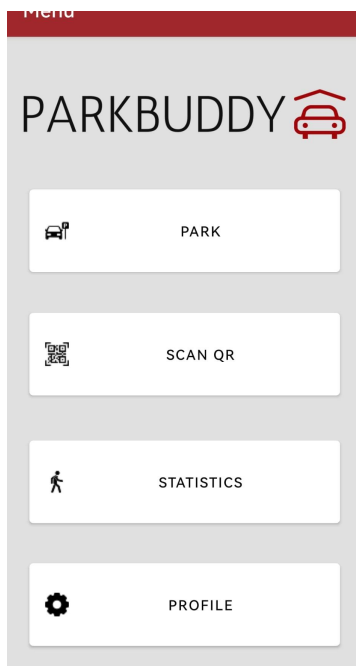 Menu
PARKBUDDY
PARK
SCAN QR
STATISTICS
PROFILE